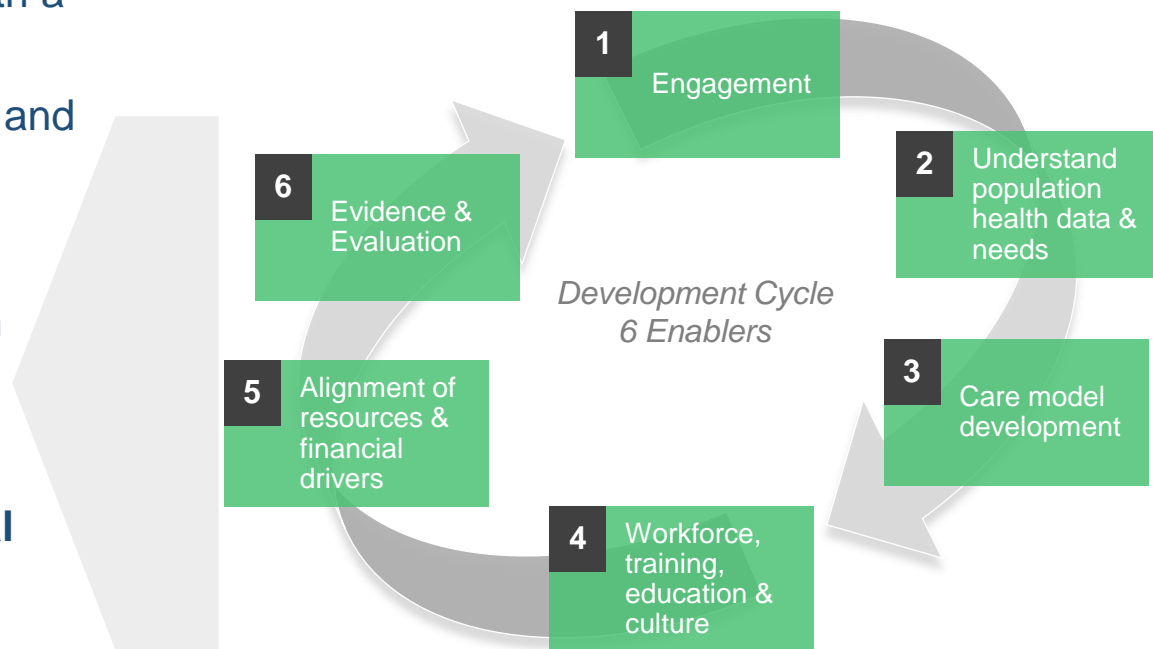 and
1
Engagement
2
Understand
population
health data &
needs
3
Care model
development
4
Workforce,
training,
education &
culture
5
Alignment of
resources &
financial
drivers
6
Evidence &
Evaluation
Development Cycle
6 Enablers